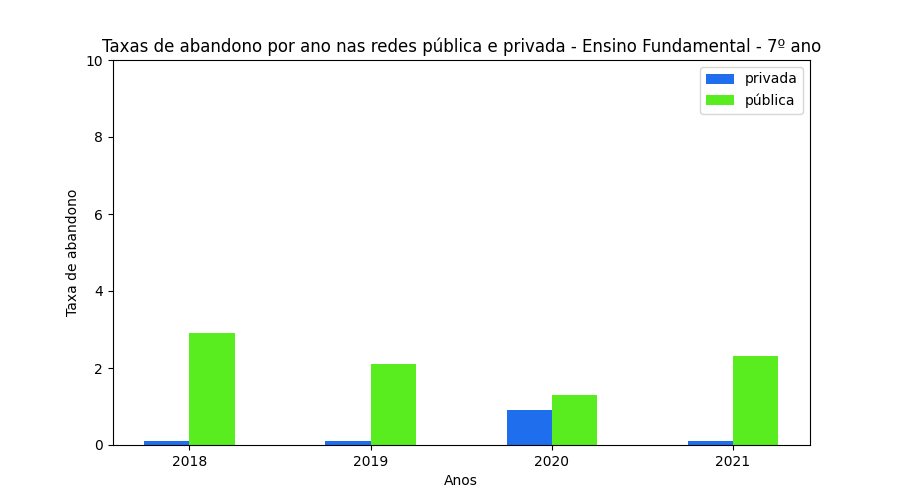 Taxas de abandono por ano nas redes pública e privada - Ensino Fundamental - 7º ano
privada
pública
Taxa de abandono
10
8
6
4
2
0
2018 2019 2020 2021
Anos